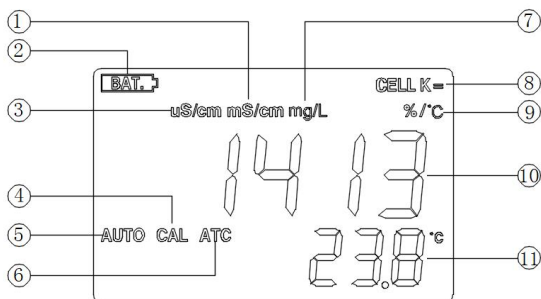 ① ⑦
②
BAT. CELL K= ⑧
③ uS/cm mS/cm mg/L %/°C ⑨
1413 ⑩
④
⑤ AUTO CAL ATC °C
23.8 ⑪
⑥